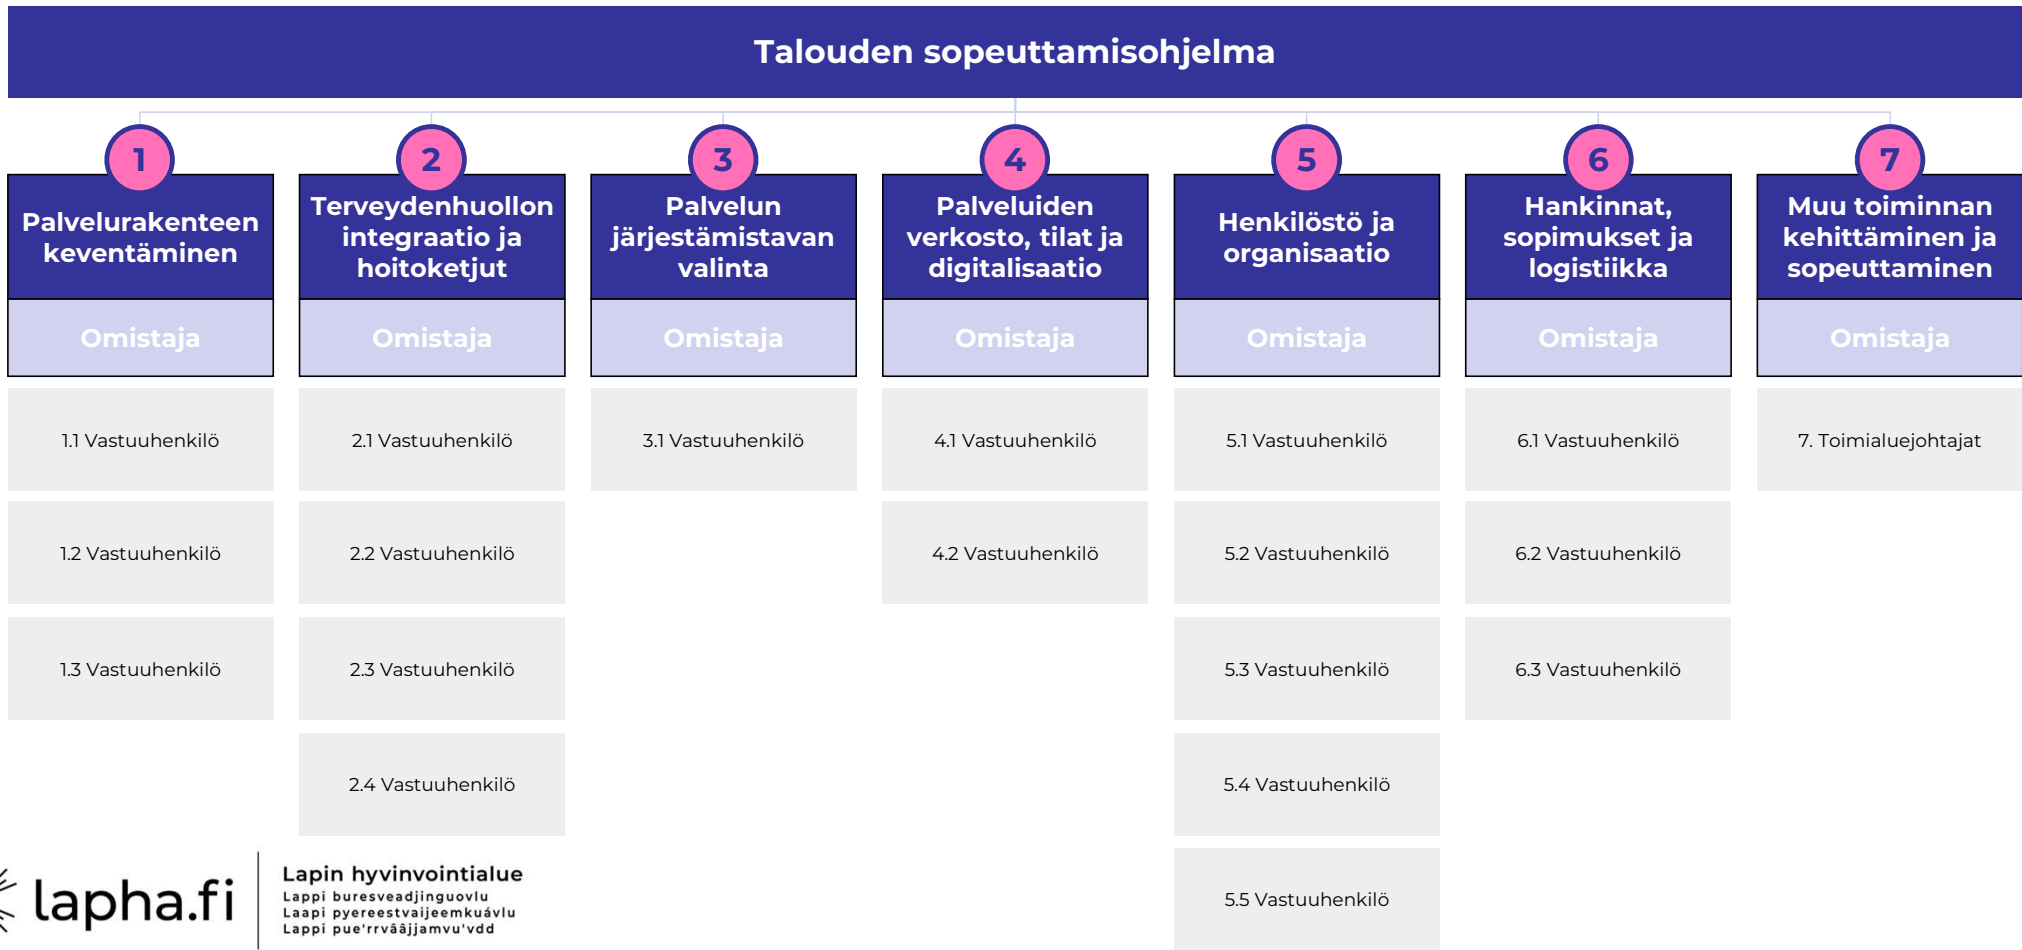 Talouden sopeuttamisohjelma
1
Palvelurakenteen
keventäminen
Omistaja
1.1 Vastuuhenkilö
1.2 Vastuuhenkilö
1.3 Vastuuhenkilö
2
Terveydenhuollon
integraatio ja
hoitoketjut
Omistaja
2.1 Vastuuhenkilö
2.2 Vastuuhenkilö
2.3 Vastuuhenkilö
2.4 Vastuuhenkilö
3
Palvelun
järjestämistavan
valinta
Omistaja
3.1 Vastuuhenkilö
4
Palveluiden
verkosto, tilat ja
digitalisaatio
Omistaja
4.1 Vastuuhenkilö
4.2 Vastuuhenkilö
5
Henkilöstö ja
organisaatio
Omistaja
5.1 Vastuuhenkilö
5.2 Vastuuhenkilö
5.3 Vastuuhenkilö
5.4 Vastuuhenkilö
5.5 Vastuuhenkilö
6
Hankinnat,
sopimukset ja
logistiikka
Omistaja
6.1 Vastuuhenkilö
6.2 Vastuuhenkilö
6.3 Vastuuhenkilö
7
Muu toiminnan
kehittäminen ja
sopeuttaminen
Omistaja
7. Toimialuejohtajat
lapha.fi
Lapin hyvinvointialue
Lappi buresveadjinguovlu
Laapi pyereestvaijeemkuávlu
Lappi pue'rrvââjjamvu'vdd